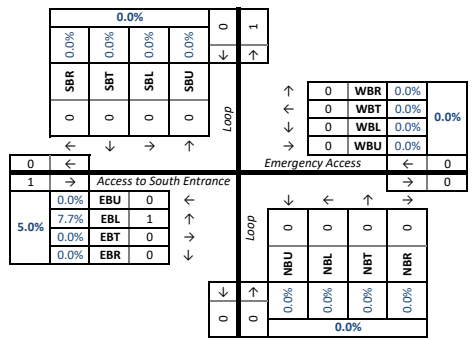 0.0% 0 1
0.0% 0.0% 0.0% 0.0% ↓ ↑
SBR SBT SBL SBU
0 0 0 0
Loop
← ↓ → ↑
↑ 0 WBR 0.0%
← 0 WBT 0.0%
↓ 0 WBL 0.0%
→ 0 WBU 0.0%
0.0%
0 ← Emergency Access ← 0
1 → Access to South Entrance → 0
5.0%
0.0% EBU 0 ←
7.7% EBL 1 ↑
0.0% EBT 0 →
0.0% EBR 0 ↓
Loop
↓ ← ↑ →
0 0 0 0
NBU NBL NBT NBR
↓ ↑ 0.0% 0.0% 0.0% 0.0%
0 0 0.0%